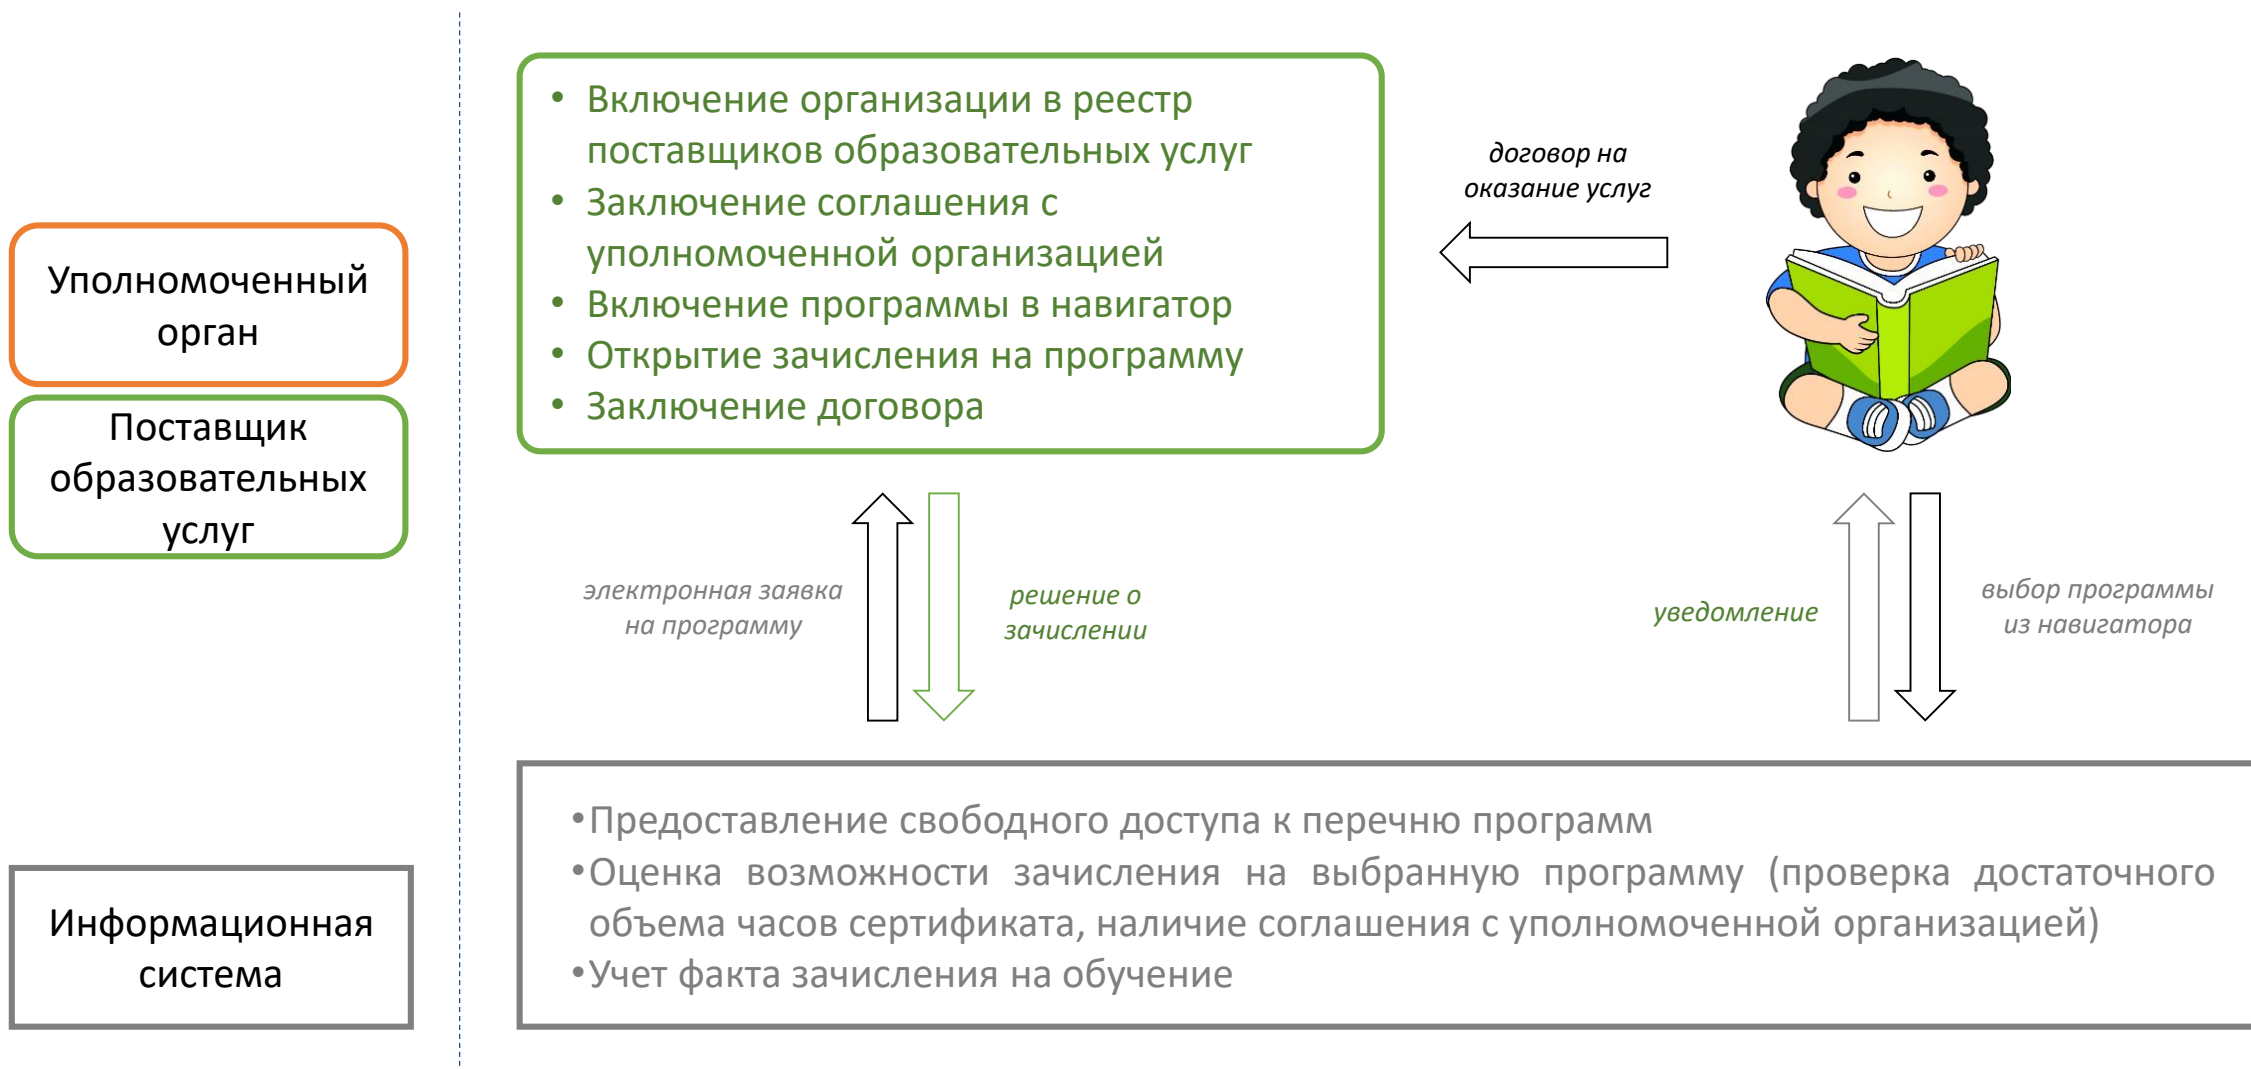 Уполномоченный
орган
Поставщик
образовательных
услуг
Информационная
система
• Включение организации в реестр
поставщиков образовательных услуг
• Заключение соглашения с
уполномоченной организацией
• Включение программы в навигатор
• Открытие зачисления на программу
• Заключение договора
договор на
оказание услуг
электронная заявка
на программу
решение о
зачислении
уведомление
выбор программы
из навигатора
•Предоставление свободного доступа к перечню программ
•Оценка возможности зачисления на выбранную программу (проверка достаточного
объема часов сертификата, наличие соглашения с уполномоченной организацией)
•Учет факта зачисления на обучение